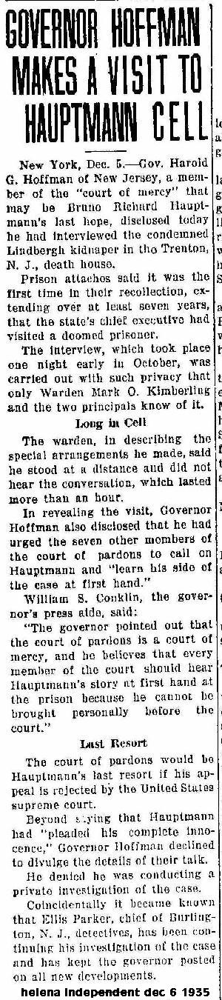 GOVERNOR HOFFMAN
MAKES A VISIT TO
HAUPTMANN CELL
New York, Dec. 5.—Gov. Harold
G. Hoffman of New Jersey, a mem-
ber of the "court of mercy" that
may be Bruno Richard Haupt-
mann's last hope, disclosed today
he had interviewed the condemned
Lindbergh kidnaper in the Trenton,
N. J., death house.
Prison attaches said it was the
first time in their recollection, ex-
tending over at least seven years,
that the state's chief executive had
visited a doomed prisoner.
The interview, which took place
one night early in October, was
carried out with such privacy that
only Warden Mark O. Kimberling
and the two principals knew of it.
Long in Cell
The warden, in describing the
special arrangements he made, said
he stood at a distance and did not
hear the conversation, which lasted
more than an hour.
In revealing the visit, Governor
Hoffman also disclosed that he had
urged the seven other members of
the court of pardons to call on
Hauptmann and "learn his side of
the case at first hand."
William S. Conklin, the gover-
nor's press aide, said:
"The governor pointed out that
the court of pardons is a court of
mercy, and he believes that every
member of the court should hear
Hauptmann's story at first hand at
the prison because he cannot be
brought personally before the
court."
Last Resort
The court of pardons would be
Hauptmann's last resort if his ap-
peal is rejected by the United States
supreme court.
Beyond saying that Hauptmann
had "pleaded his complete inno-
cence," Governor Hoffman declined
to divulge the details of their talk.
He denied he was conducting a
private investigation of the case.
Coincidentally it became known
that Ellis Parker, chief of Burling-
ton, N. J., detectives, has been con-
tinuing his investigation of the case
and has kept the governor posted
on all new developments.
helena independent dec 6 1935